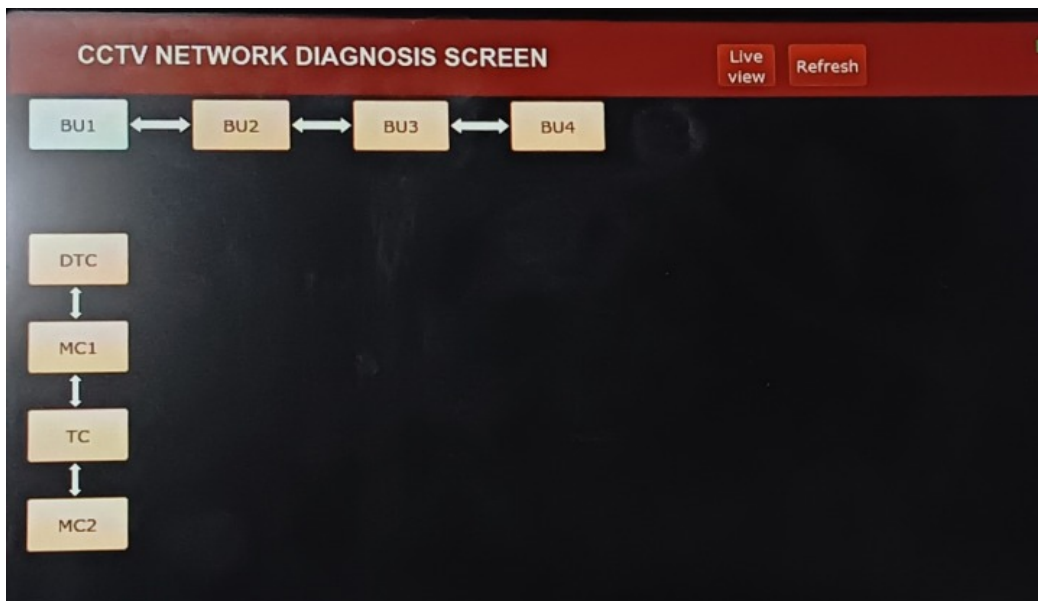 CCTV NETWORK DIAGNOSIS SCREEN
Live view
Refresh
BU1
BU2
BU3
BU4
DTC
MC1
TC
MC2